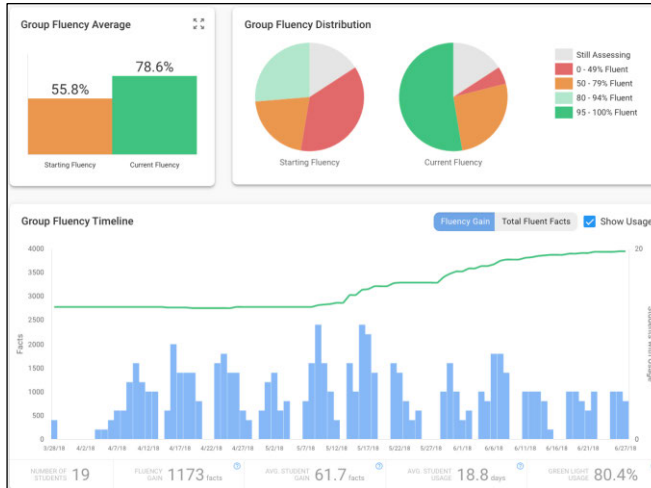 Group Fluency Average
55.8%
78.6%
Starting Fluency
Current Fluency
Group Fluency Distribution
Starting Fluency
Current Fluency
Still Assessing
0 - 49% Fluent
50 - 79% Fluent
80 - 94% Fluent
95 - 100% Fluent
Group Fluency Timeline
Fluency Gain
Total Fluent Facts
Show Usage
4000
3500
3000
2500
2000
1500
1000
500
0
Facts
20
0
3/28/18 4/2/18 4/7/18 4/12/18 4/17/18 4/22/18 4/27/18 5/2/18 5/7/18 5/12/18 5/17/18 5/22/18 5/27/18 6/1/18 6/6/18 6/11/18 6/16/18 6/21/18 6/27/18
NUMBER OF STUDENTS 19
FLUENCY GAIN 1173 facts
AVG. STUDENT GAIN 61.7 facts
AVG. STUDENT USAGE 18.8 days
GREEN LIGHT USAGE 80.4%